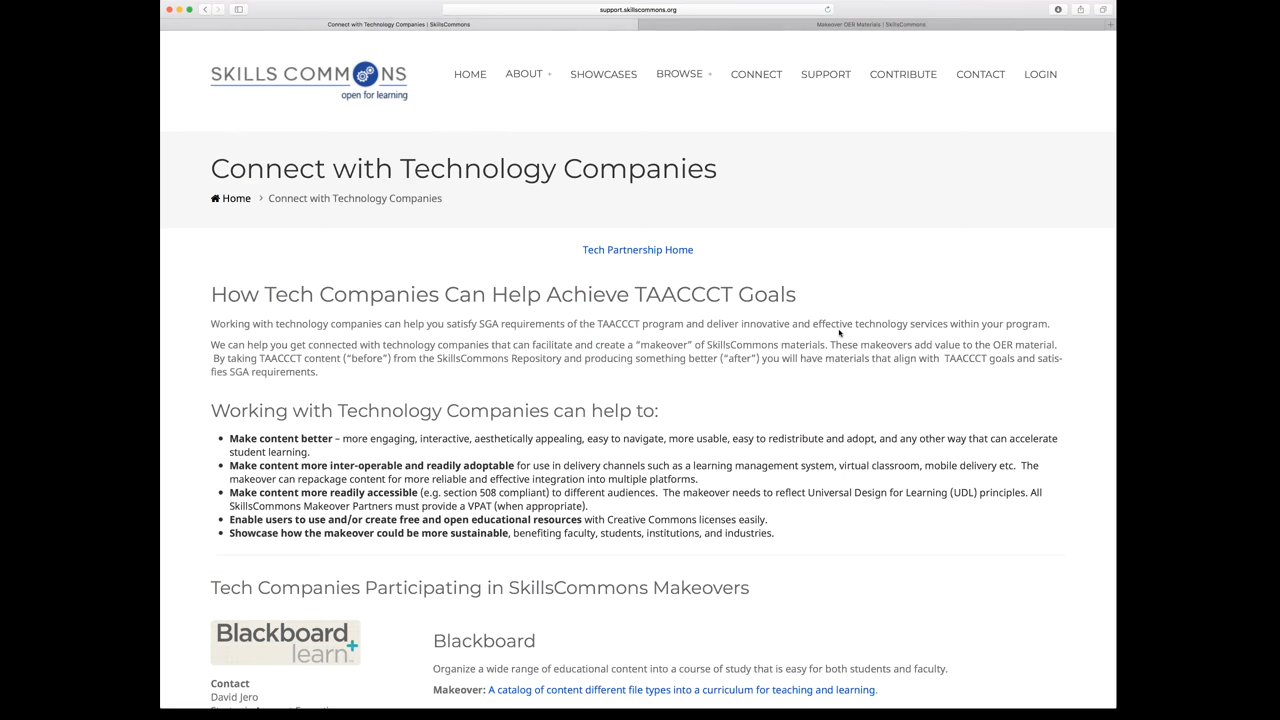 support.skillscommons.org
Connect with Technology Companies | SkillsCommons
Makeover OER Materials | SkillsCommons
SKILLS COMMONS
open for learning
HOME ABOUT + SHOWCASES BROWSE + CONNECT SUPPORT CONTRIBUTE CONTACT LOGIN
Connect with Technology Companies
Home > Connect with Technology Companies
Tech Partnership Home
How Tech Companies Can Help Achieve TAACCCT Goals
Working with technology companies can help you satisfy SGA requirements of the TAACCCT program and deliver innovative and effective technology services within your program.
We can help you get connected with technology companies that can facilitate and create a “makeover” of SkillsCommons materials. These makeovers add value to the OER material.
By taking TAACCCT content (“before”) from the SkillsCommons Repository and producing something better (“after”) you will have materials that align with TAACCCT goals and satis-
fies SGA requirements.
Working with Technology Companies can help to:
• Make content better – more engaging, interactive, aesthetically appealing, easy to navigate, more usable, easy to redistribute and adopt, and any other way that can accelerate
student learning.
• Make content more inter-operable and readily adoptable for use in delivery channels such as a learning management system, virtual classroom, mobile delivery etc. The
makeover can repackage content for more reliable and effective integration into multiple platforms.
• Make content more readily accessible (e.g. section 508 compliant) to different audiences. The makeover needs to reflect Universal Design for Learning (UDL) principles. All
SkillsCommons Makeover Partners must provide a VPAT (when appropriate).
• Enable users to use and/or create free and open educational resources with Creative Commons licenses easily.
• Showcase how the makeover could be more sustainable, benefiting faculty, students, institutions, and industries.
Tech Companies Participating in SkillsCommons Makeovers
Blackboard
learn+
Blackboard
Organize a wide range of educational content into a course of study that is easy for both students and faculty.
Makeover: A catalog of content different file types into a curriculum for teaching and learning.
Contact
David Jero